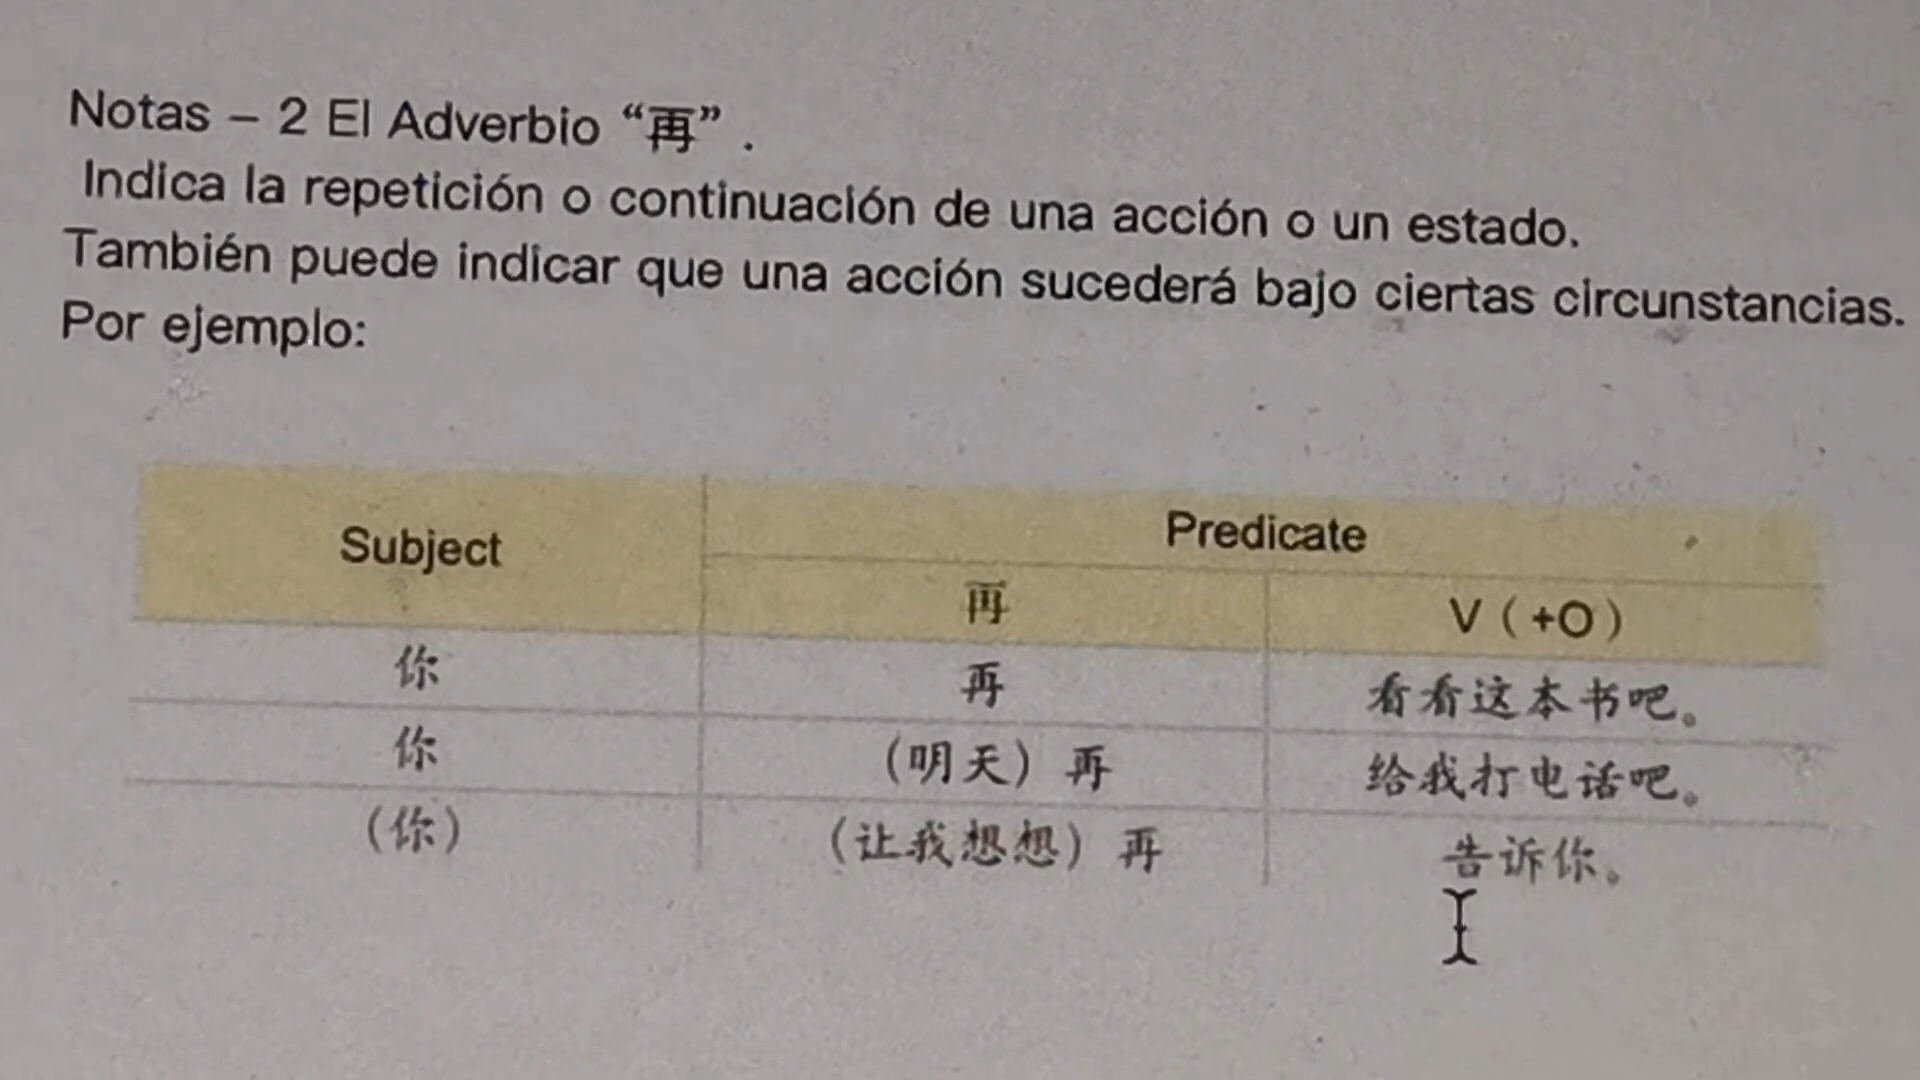 Notas – 2 El Adverbio “再” .
Indica la repetición o continuación de una acción o un estado.
También puede indicar que una acción sucederá bajo ciertas circunstancias.
Por ejemplo:
Subject Predicate
再 V（+O）
你 再 看看这本书吧。
你 （明天）再 给我打电话吧。
（你） （让我想想）再 告诉你。